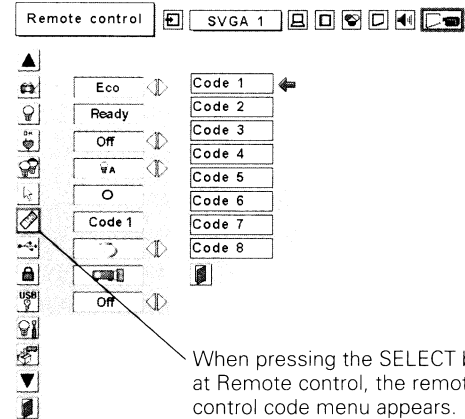 Remote control
SVGA 1
Eco
Ready
Off
A
Code 1
USB
Off
Code 1
Code 2
Code 3
Code 4
Code 5
Code 6
Code 7
Code 8
When pressing the SELECT
at Remote control, the remot
control code menu appears.